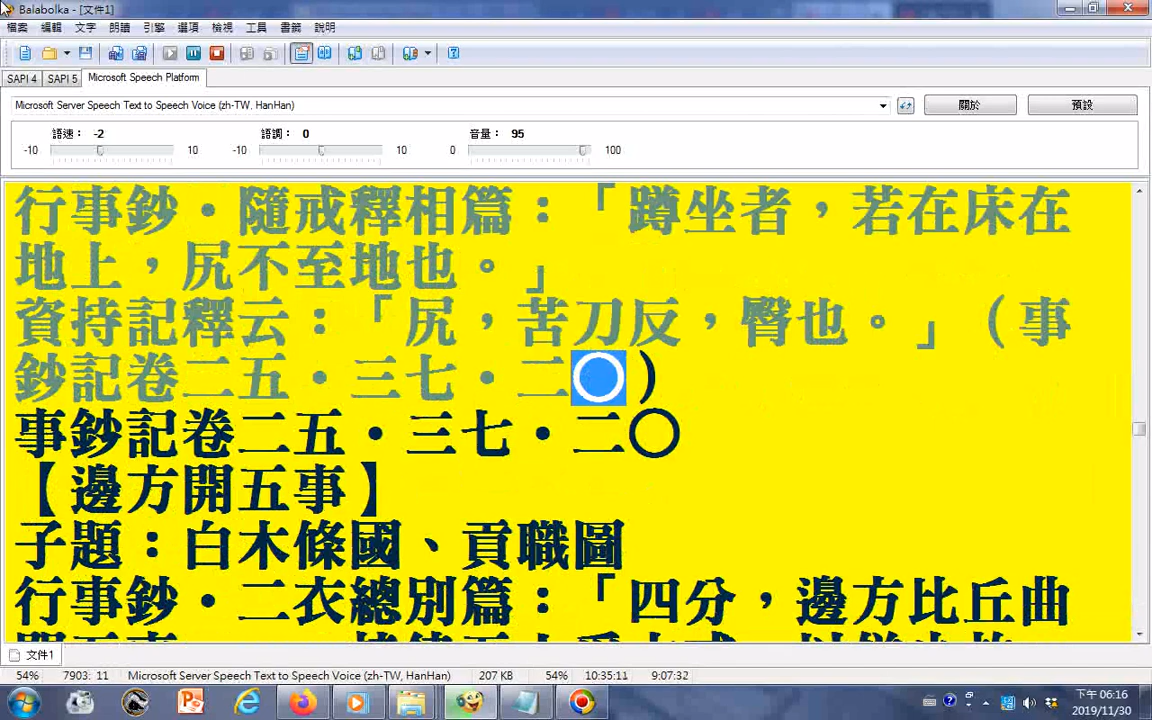 Balabolka - [文件1]
檔案 編輯 文字 朗讀 引擎 選項 檢視 工具 書籤 說明
SAPI 4 SAPI 5 Microsoft Speech Platform
Microsoft Server Speech Text to Speech Voice (zh-TW, HanHan) 關於 預設
語速： -2 語調： 0 音量： 95
-10 10 -10 10 0 100
行事鈔‧隨戒釋相篇：「蹲坐者，若在床在
地上，尻不至地也。」
資持記釋云：「尻，苦刀反，臀也。」（事
鈔記卷二五‧三七‧二〇）
事鈔記卷二五‧三七‧二〇
【邊方開五事】
子題：白木條國、貢職圖
行事鈔‧二衣總別篇：「四分，邊方比丘曲
文件1
54% 7903: 11 Microsoft Server Speech Text to Speech Voice (zh-TW, HanHan) 207 KB 54% 10:35:11 9:07:32
下午 06:16
2019/11/30